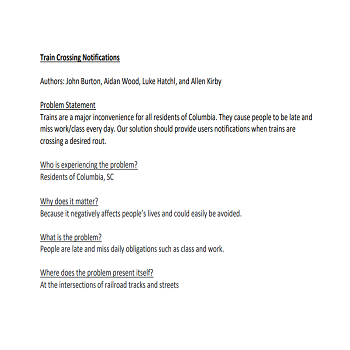 Train Crossing Notifications
Authors: John Burton, Aidan Wood, Luke Hatchl, and Allen Kirby
Problem Statement
Trains are a major inconvenience for all residents of Columbia. They cause people to be late and
miss work/class every day. Our solution should provide users notifications when trains are
crossing a desired rout.
Who is experiencing the problem?
Residents of Columbia, SC
Why does it matter?
Because it negatively affects people's lives and could easily be avoided.
What is the problem?
People are late and miss daily obligations such as class and work.
Where does the problem present itself?
At the intersections of railroad tracks and streets